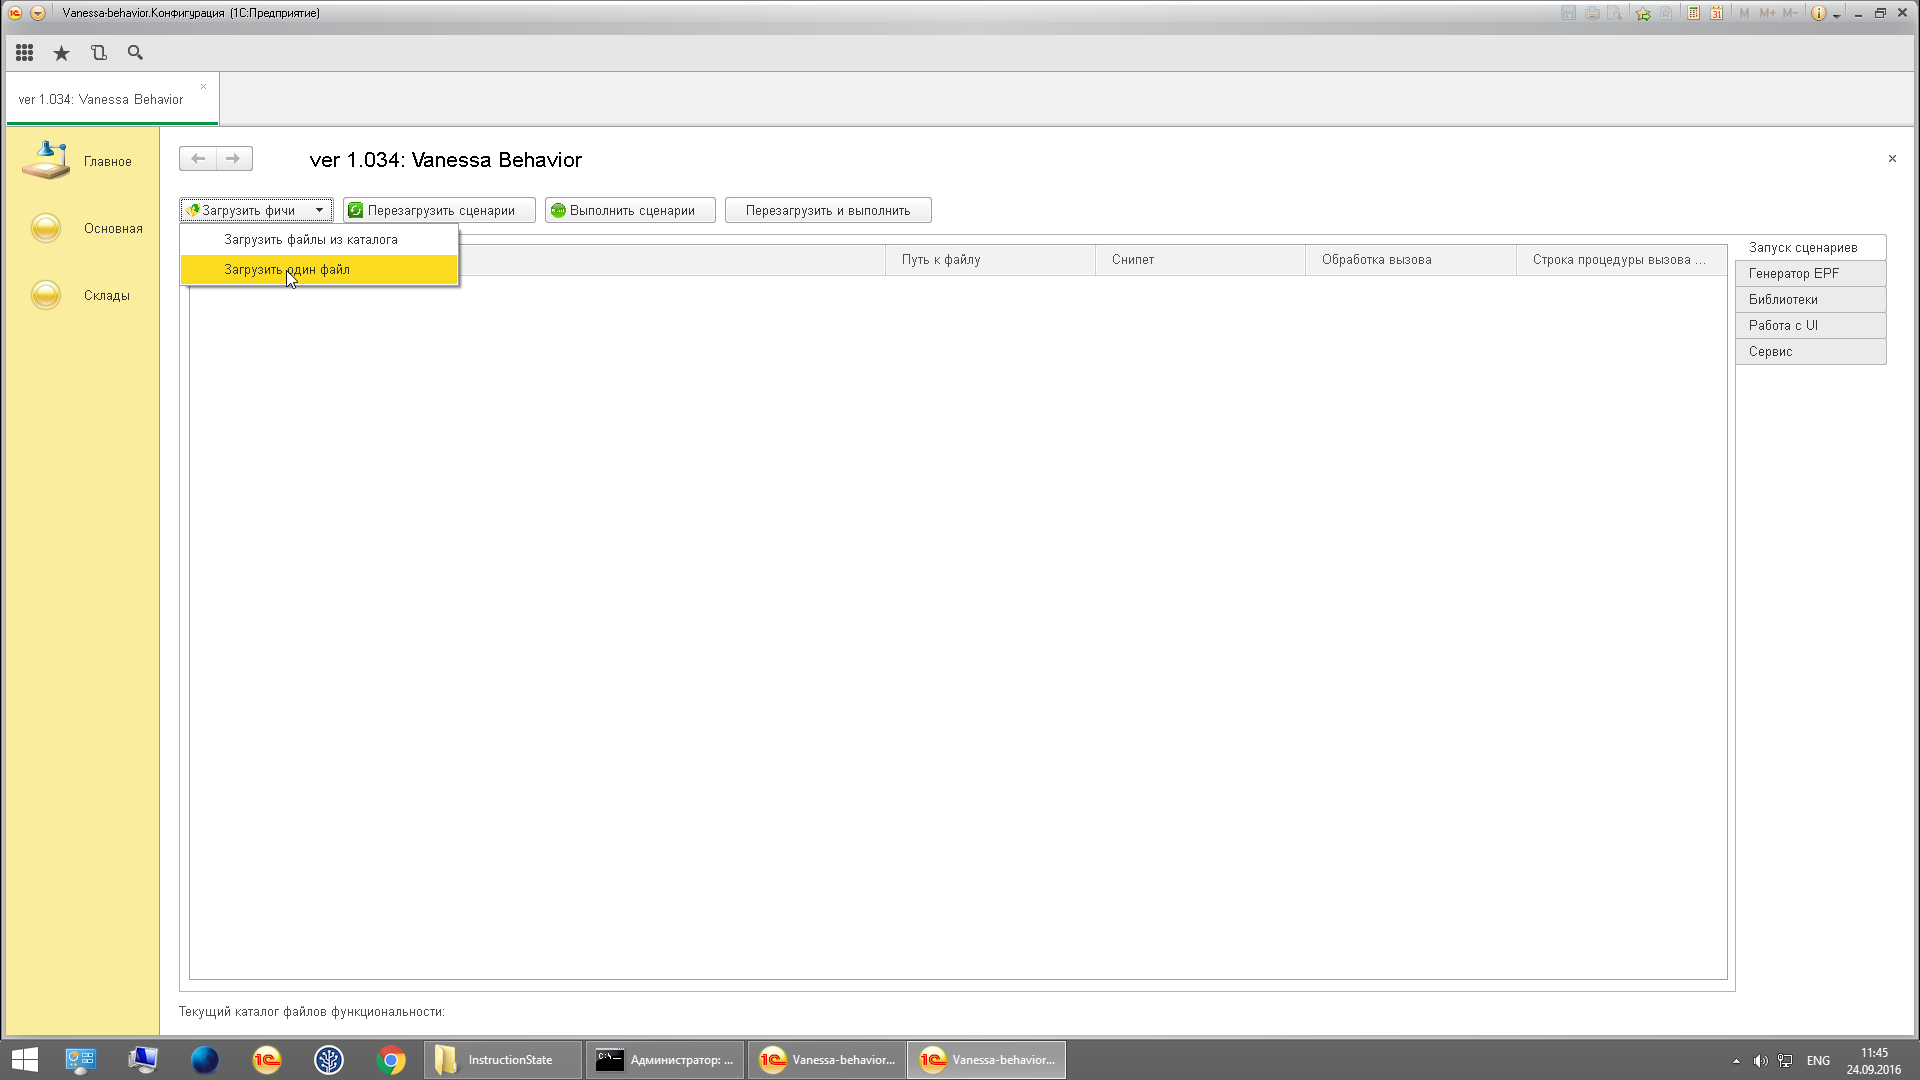 Vanessa-behavior.Конфигурация (1С:Предприятие)
M M+ M-
ver 1.034: Vanessa Behavior
Главное
Основная
Склады
ver 1.034: Vanessa Behavior
Загрузить фичи
Перезагрузить сценарии
Выполнить сценарии
Перезагрузить и выполнить
Загрузить файлы из каталога
Загрузить один файл
Путь к файлу
Снипет
Обработка вызова
Строка процедуры вызова ...
Запуск сценариев
Генератор EPF
Библиотеки
Работа с UI
Сервис
Текущий каталог файлов функциональности:
InstructionState
Администратор: ...
Vanessa-behavior...
Vanessa-behavior...
ENG
11:45
24.09.2016